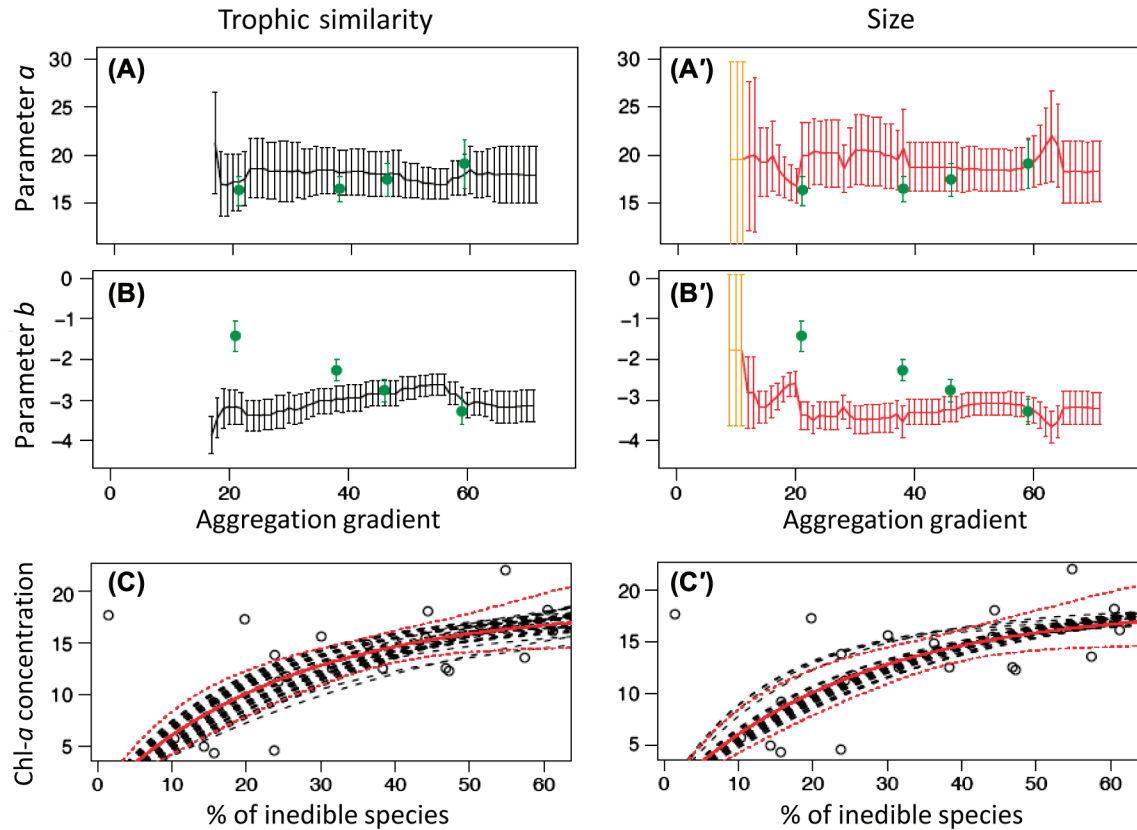 Trophic similarity
Size
Parameter a
30
25
20
15
(A)
30
25
20
15
(A′)
Parameter b
0
−1
−2
−3
−4
(B)
0 20 40 60
Aggregation gradient
0
−1
−2
−3
−4
(B′)
0 20 40 60
Aggregation gradient
Chl-a concentration
20
15
10
5
(C)
0 10 20 30 40 50 60
% of inedible species
20
15
10
5
(C′)
0 10 20 30 40 50 60
% of inedible species